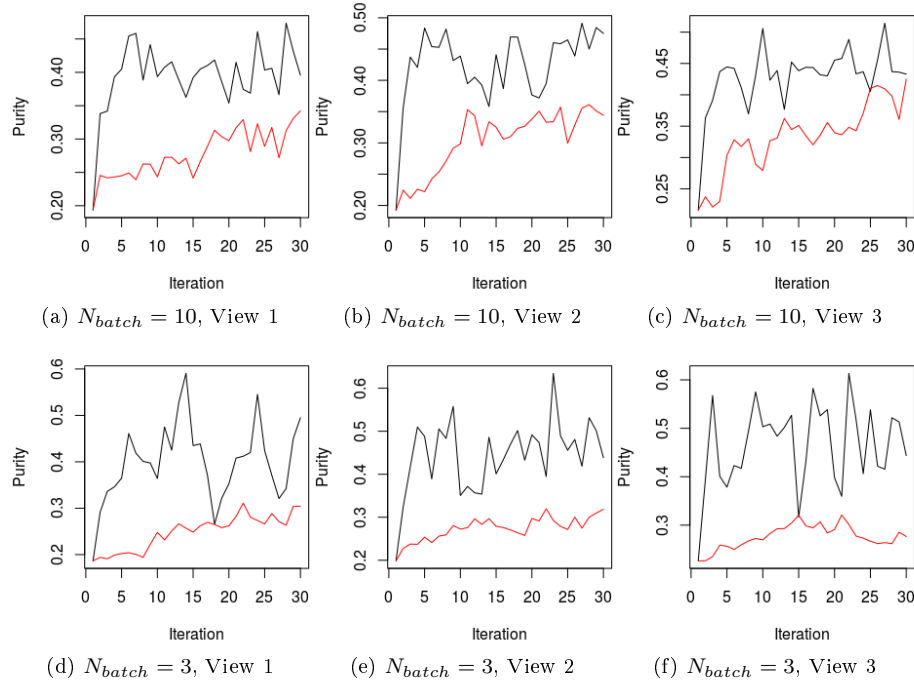 Purity
0.20 0.30 0.40
0 5 10 15 20 25 30
Iteration
(a) N_batch = 10, View 1
Purity
0.20 0.30 0.40 0.50
0 5 10 15 20 25 30
Iteration
(b) N_batch = 10, View 2
Purity
0.25 0.35 0.45
0 5 10 15 20 25 30
Iteration
(c) N_batch = 10, View 3
Purity
0.2 0.3 0.4 0.5 0.6
0 5 10 15 20 25 30
Iteration
(d) N_batch = 3, View 1
Purity
0.2 0.3 0.4 0.5 0.6
0 5 10 15 20 25 30
Iteration
(e) N_batch = 3, View 2
Purity
0.3 0.4 0.5 0.6
0 5 10 15 20 25 30
Iteration
(f) N_batch = 3, View 3